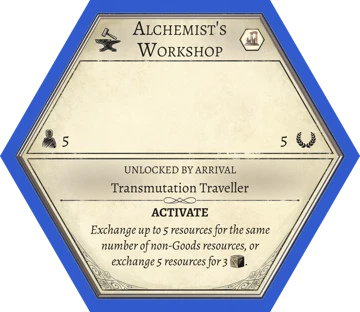 ALCHEMIST'S
WORKSHOP
5
5
UNLOCKED BY ARRIVAL
Transmutation Traveller
ACTIVATE
Exchange up to 5 resources for the same
number of non-Goods resources, or
exchange 5 resources for 3 .